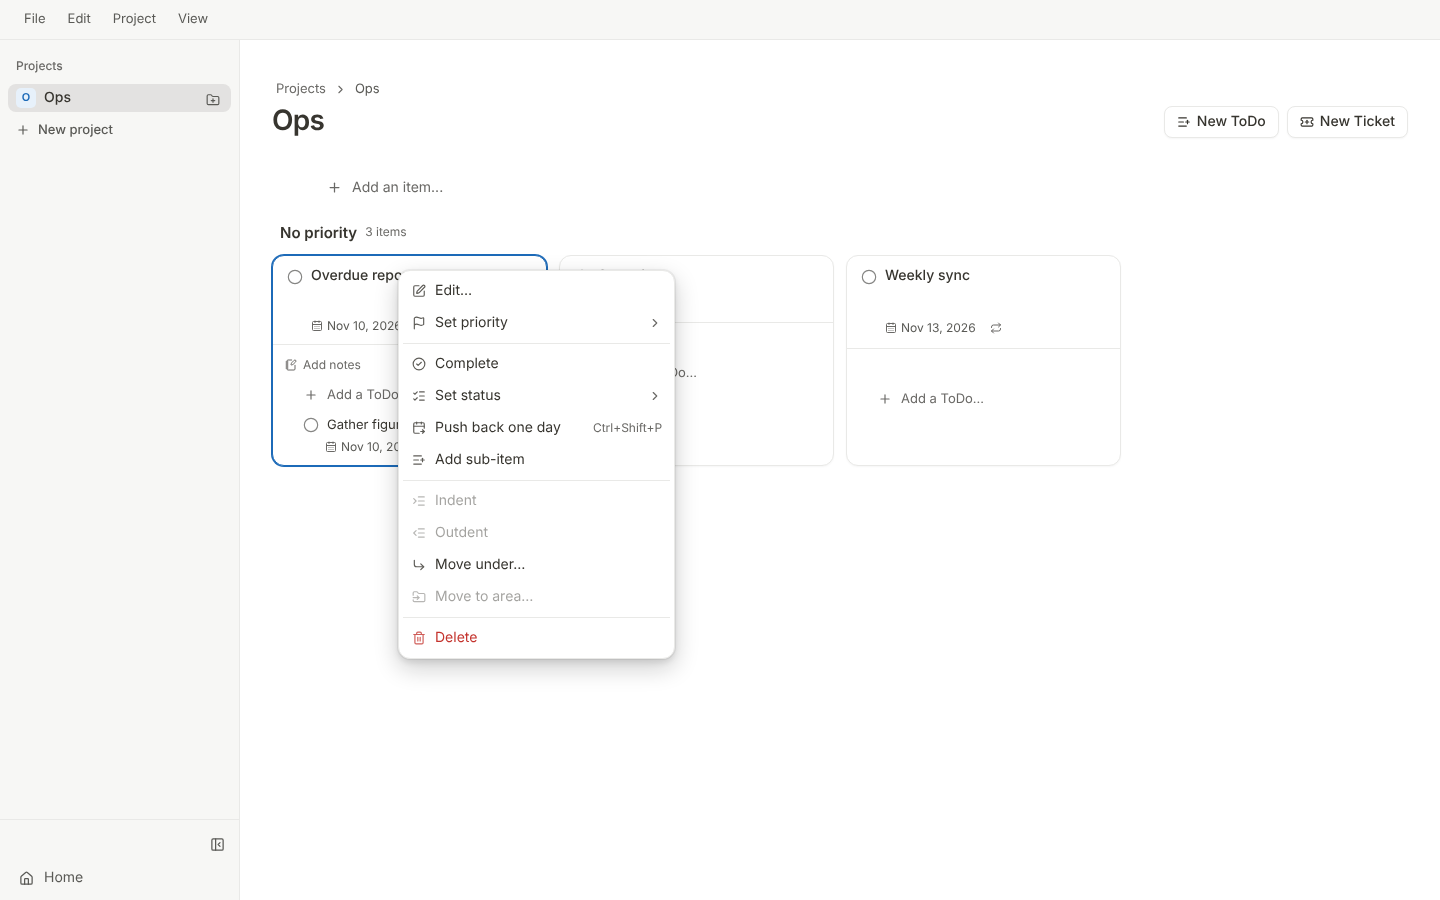 File Edit Project View
Projects
O Ops
New project
Projects > Ops
Ops
New ToDo
New Ticket
Add an item...
No priority 3 items
Overdue repo
Nov 10, 2026
Add notes
Add a ToDo
Gather figu
Nov 10, 20
Edit...
Set priority
Complete
Set status
Push back one day Ctrl+Shift+P
Add sub-item
Indent
Outdent
Move under...
Move to area...
Delete
Do...
Weekly sync
Nov 13, 2026
Add a ToDo...
Home